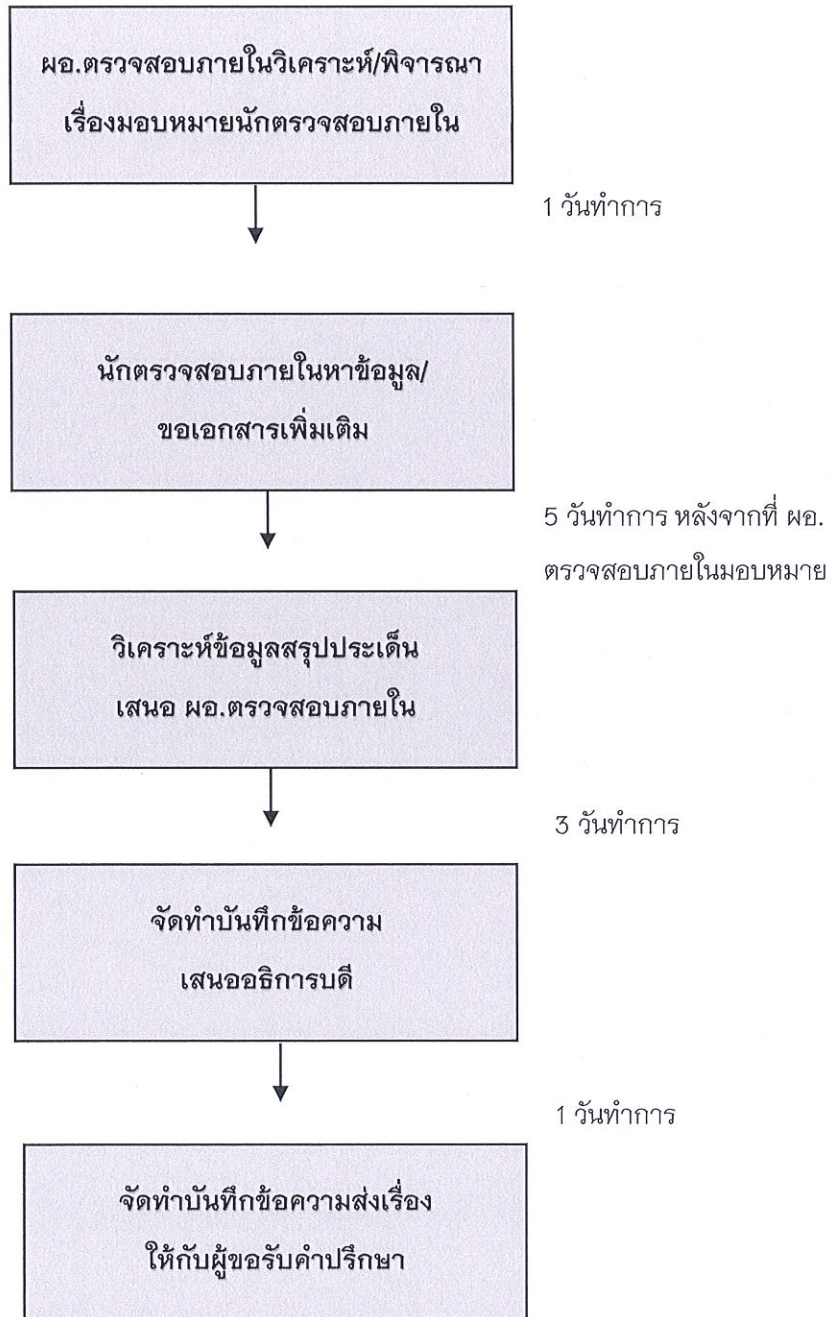 ผอ.ตรวจสอบภายในวิเคราะห์/พิจารณา
เรื่องมอบหมายนักตรวจสอบภายใน
1 วันทำการ
นักตรวจสอบภายในหาข้อมูล/
ขอเอกสารเพิ่มเติม
5 วันทำการ หลังจากที่ ผอ.
ตรวจสอบภายในมอบหมาย
วิเคราะห์ข้อมูลสรุปประเด็น
เสนอ ผอ.ตรวจสอบภายใน
3 วันทำการ
จัดทำบันทึกข้อความ
เสนออธิการบดี
1 วันทำการ
จัดทำบันทึกข้อความส่งเรื่อง
ให้กับผู้ขอรับคำปรึกษา